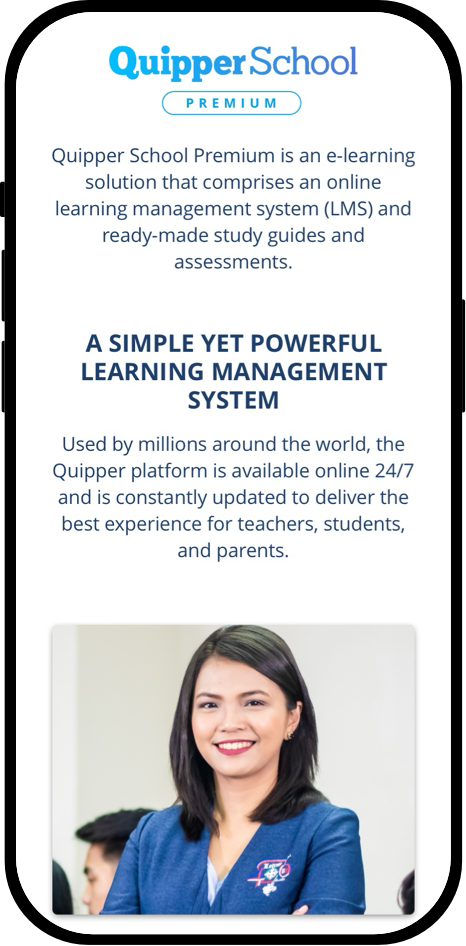 Quipper School
PREMIUM
Quipper School Premium is an e-learning
solution that comprises an online
learning management system (LMS) and
ready-made study guides and
assessments.
A SIMPLE YET POWERFUL
LEARNING MANAGEMENT
SYSTEM
Used by millions around the world, the
Quipper platform is available online 24/7
and is constantly updated to deliver the
best experience for teachers, students,
and parents.